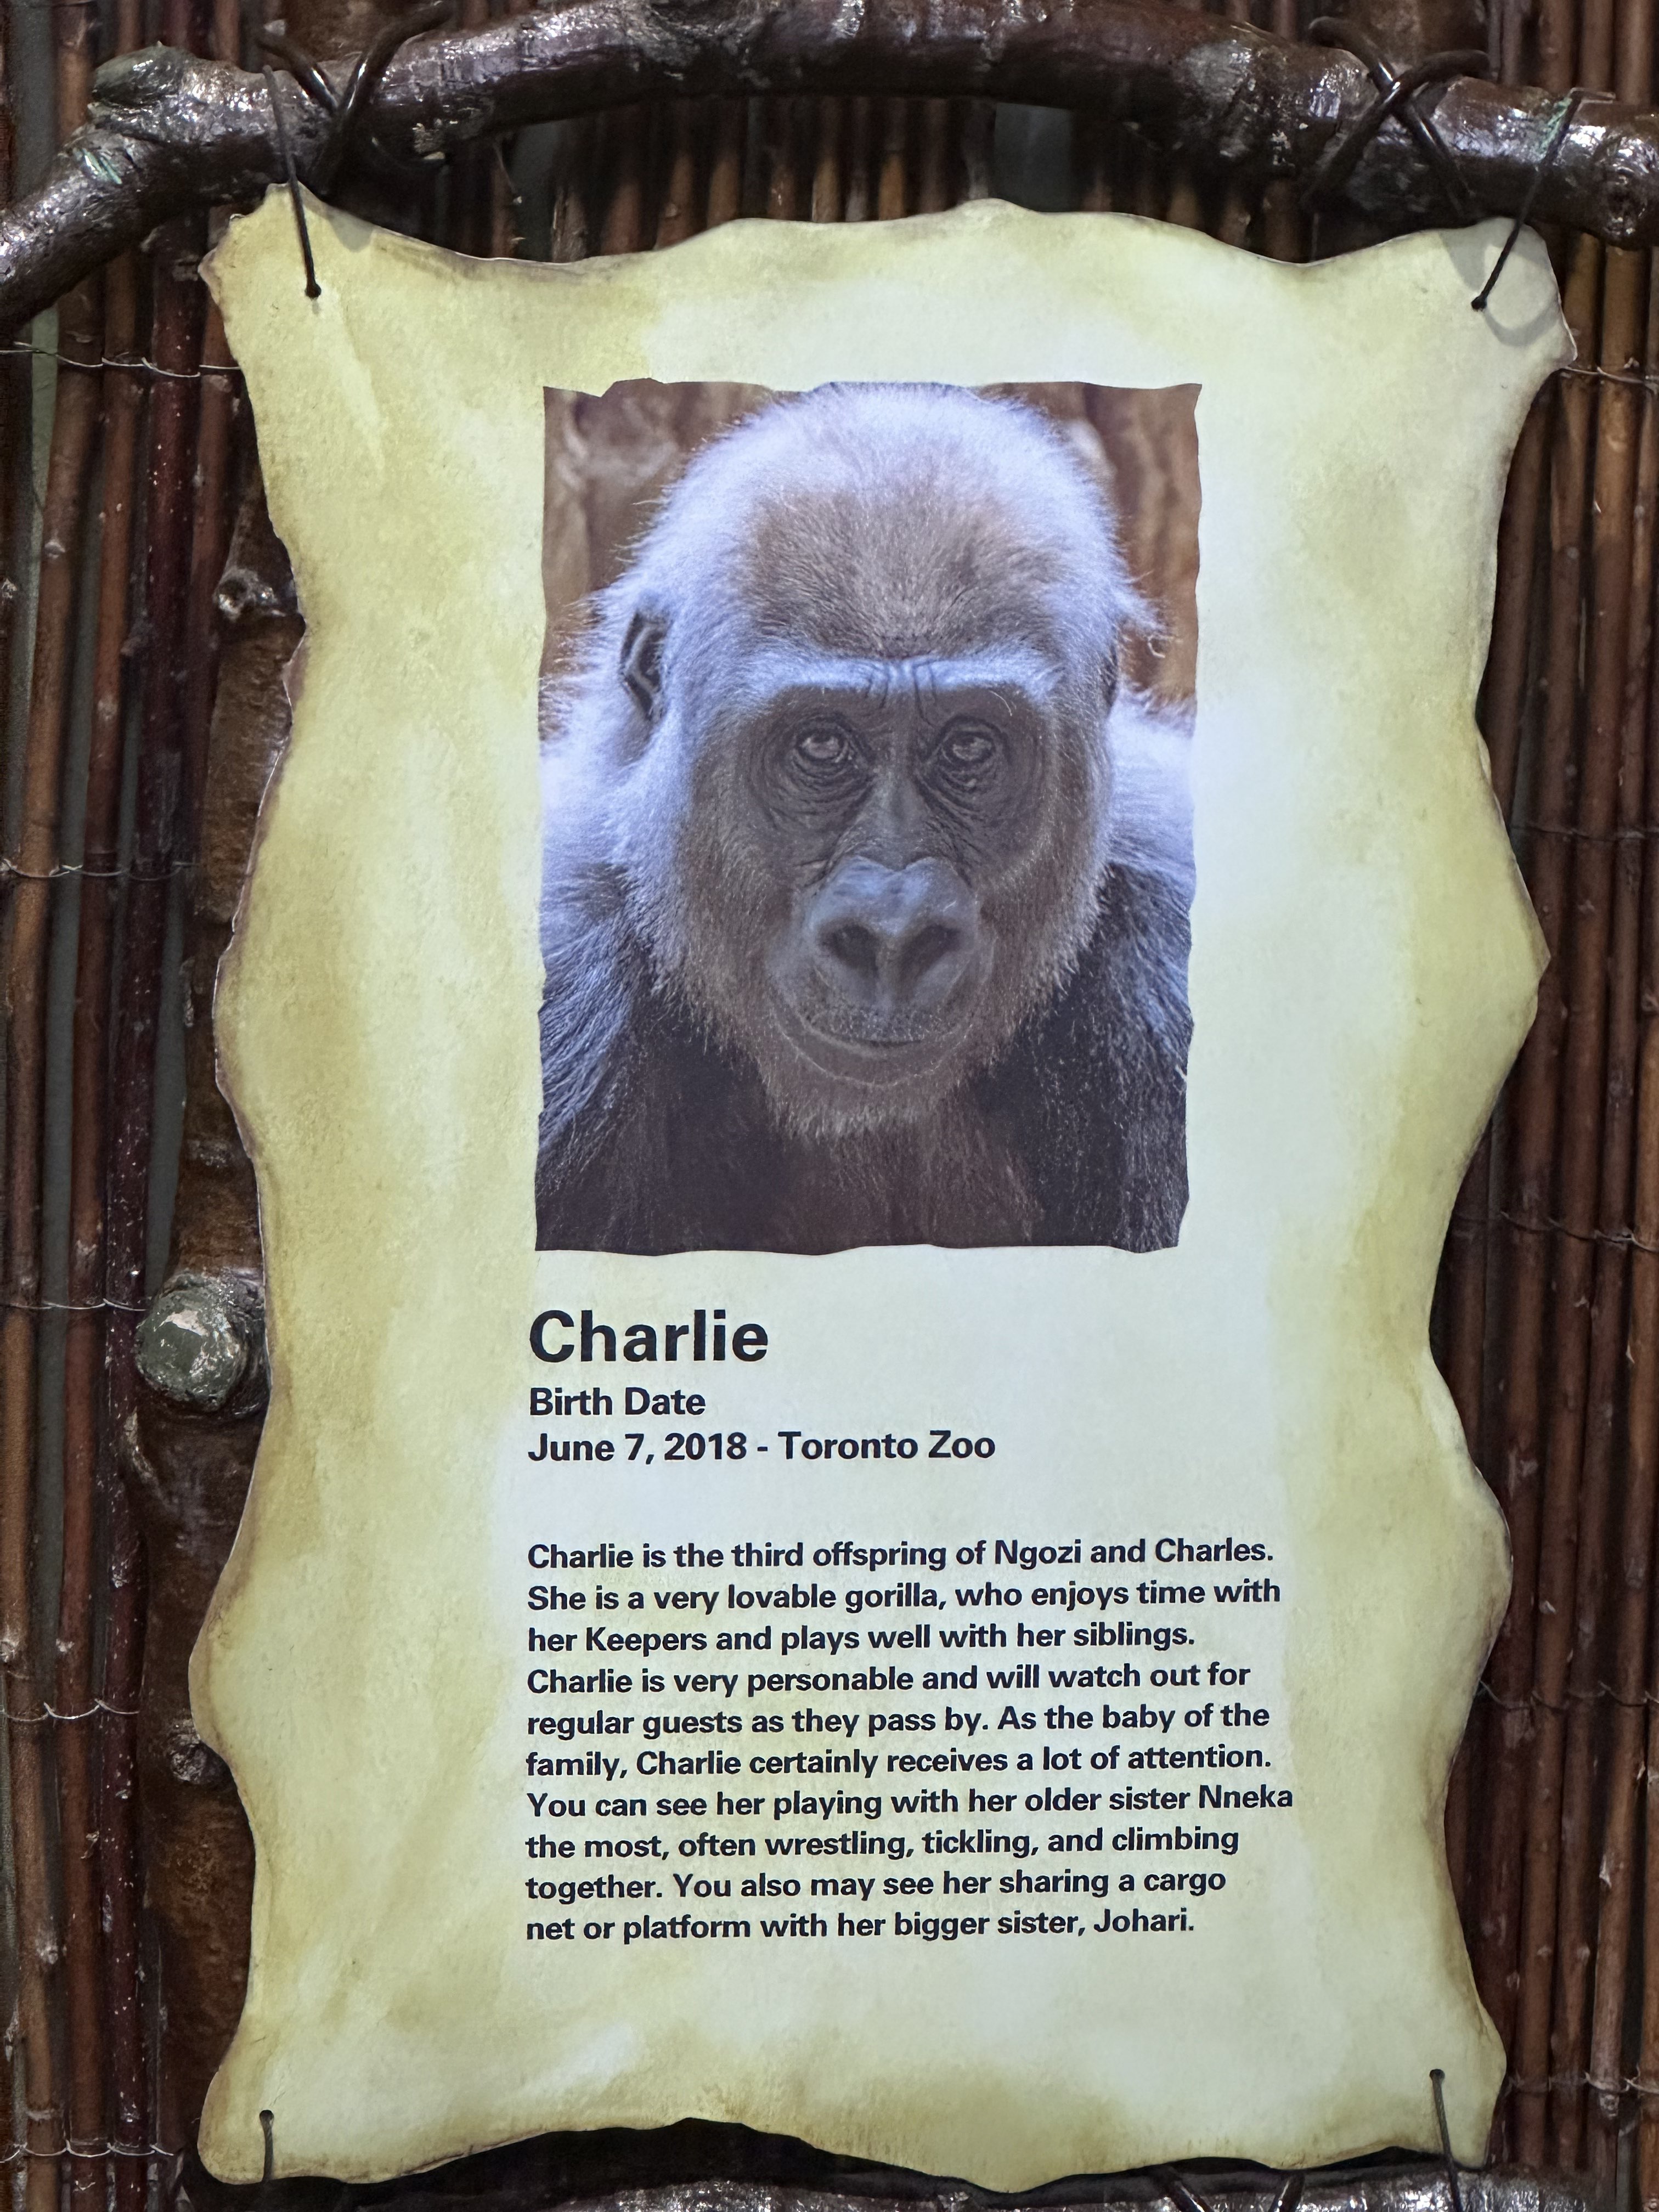 Charlie
Birth Date
June 7, 2018 - Toronto Zoo
Charlie is the third offspring of Ngozi and Charles.
She is a very lovable gorilla, who enjoys time with
her Keepers and plays well with her siblings.
Charlie is very personable and will watch out for
regular guests as they pass by. As the baby of the
family, Charlie certainly receives a lot of attention.
You can see her playing with her older sister Nneka
the most, often wrestling, tickling, and climbing
together. You also may see her sharing a cargo
net or platform with her bigger sister, Johari.